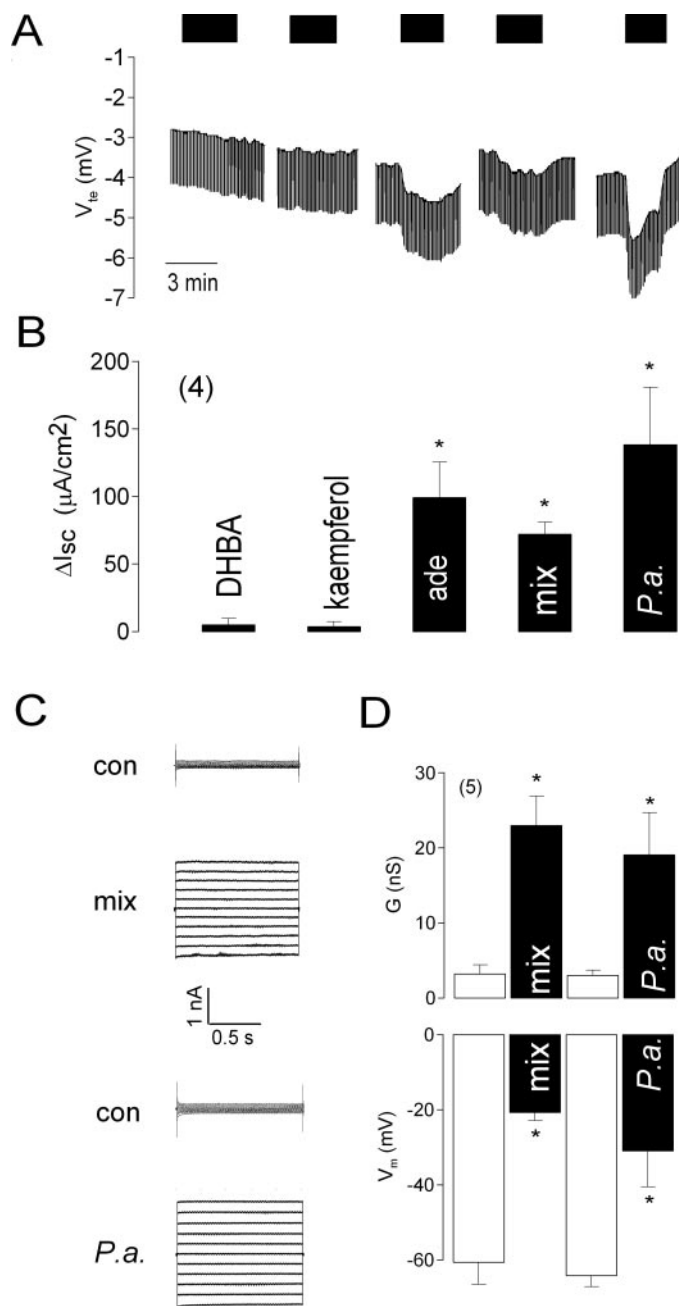 A
-1
-2
-3
-4
-5
-6
-7
V_te (mV)
3 min
B
200
150
100
50
0
ΔIsc (µA/cm²)
(4)
DHBA
kaempferol
ade
mix
P.a.
*
*
*
C
con
mix
1 nA
0.5 s
con
P.a.
D
30
20
10
0
G (nS)
(5)
mix
P.a.
*
*
0
-20
-40
-60
V_m (mV)
mix
P.a.
*
*